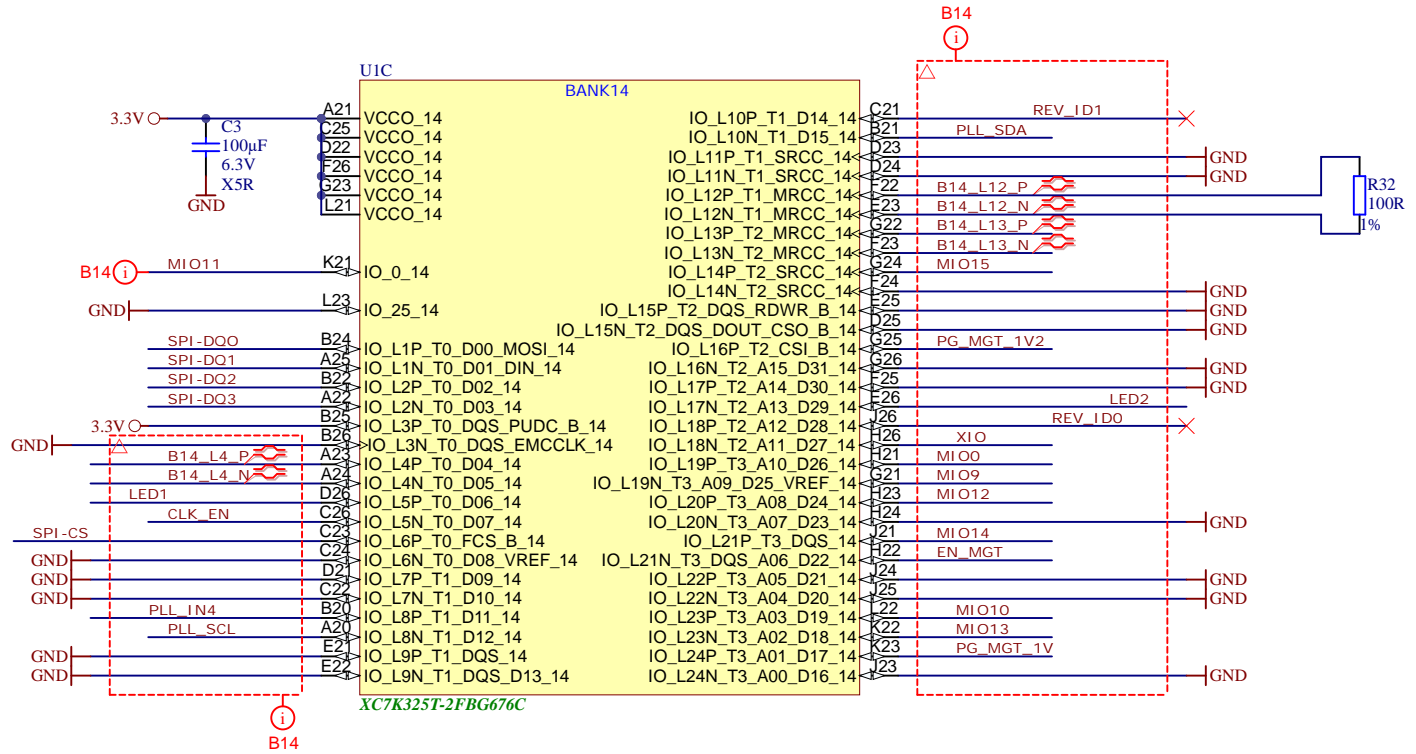 B14
U1C
BANK14
3.3V
C3
100µF
6.3V
X5R
GND
A21 VCCO_14
C25 VCCO_14
D22 VCCO_14
F26 VCCO_14
G23 VCCO_14
L21 VCCO_14
B14 MIO11 K21 IO_0_14
GND L23 IO_25_14
SPI-DQ0 B24 IO_L1P_T0_D00_MOSI_14
SPI-DQ1 A25 IO_L1N_T0_D01_DIN_14
SPI-DQ2 B22 IO_L2P_T0_D02_14
SPI-DQ3 A22 IO_L2N_T0_D03_14
3.3V B25 IO_L3P_T0_DQS_PUDC_B_14
GND B26 IO_L3N_T0_DQS_EMCCLK_14
B14_L4_P A23 IO_L4P_T0_D04_14
B14_L4_N A24 IO_L4N_T0_D05_14
LED1 D26 IO_L5P_T0_D06_14
CLK_EN C26 IO_L5N_T0_D07_14
SPI-CS C23 IO_L6P_T0_FCS_B_14
GND C24 IO_L6N_T0_D08_VREF_14
GND D21 IO_L7P_T1_D09_14
GND C22 IO_L7N_T1_D10_14
PLL_IN4 B20 IO_L8P_T1_D11_14
PLL_SCL A20 IO_L8N_T1_D12_14
GND E21 IO_L9P_T1_DQS_14
GND E22 IO_L9N_T1_DQS_D13_14
IO_L10P_T1_D14_14 C21 REV_ID1
IO_L10N_T1_D15_14 B21 PLL_SDA
IO_L11P_T1_SRCC_14 D23 GND
IO_L11N_T1_SRCC_14 D24 GND
IO_L12P_T1_MRCC_14 F22 B14_L12_P
IO_L12N_T1_MRCC_14 E23 B14_L12_N
IO_L13P_T2_MRCC_14 G22 B14_L13_P
IO_L13N_T2_MRCC_14 F23 B14_L13_N
R32
100R
1%
IO_L14P_T2_SRCC_14 G24 MIO15
IO_L14N_T2_SRCC_14 F24 GND
IO_L15P_T2_DQS_RDWR_B_14 E25 GND
IO_L15N_T2_DQS_DOUT_CSO_B_14 D25 GND
IO_L16P_T2_CSI_B_14 G25 PG_MGT_1V2
IO_L16N_T2_A15_D31_14 G26 GND
IO_L17P_T2_A14_D30_14 F25 GND
IO_L17N_T2_A13_D29_14 E26 LED2
IO_L18P_T2_A12_D28_14 J26 REV_ID0
IO_L18N_T2_A11_D27_14 H26 XIO
IO_L19P_T3_A10_D26_14 H21 MIO0
IO_L19N_T3_A09_D25_VREF_14 G21 MIO9
IO_L20P_T3_A08_D24_14 H23 MIO12
IO_L20N_T3_A07_D23_14 H24 GND
IO_L21P_T3_DQS_14 J21 MIO14
IO_L21N_T3_DQS_A06_D22_14 H22 EN_MGT
IO_L22P_T3_A05_D21_14 J24 GND
IO_L22N_T3_A04_D20_14 J25 GND
IO_L23P_T3_A03_D19_14 L22 MIO10
IO_L23N_T3_A02_D18_14 K22 MIO13
IO_L24P_T3_A01_D17_14 K23 PG_MGT_1V
IO_L24N_T3_A00_D16_14 J23 GND
XC7K325T-2FBG676C
B14